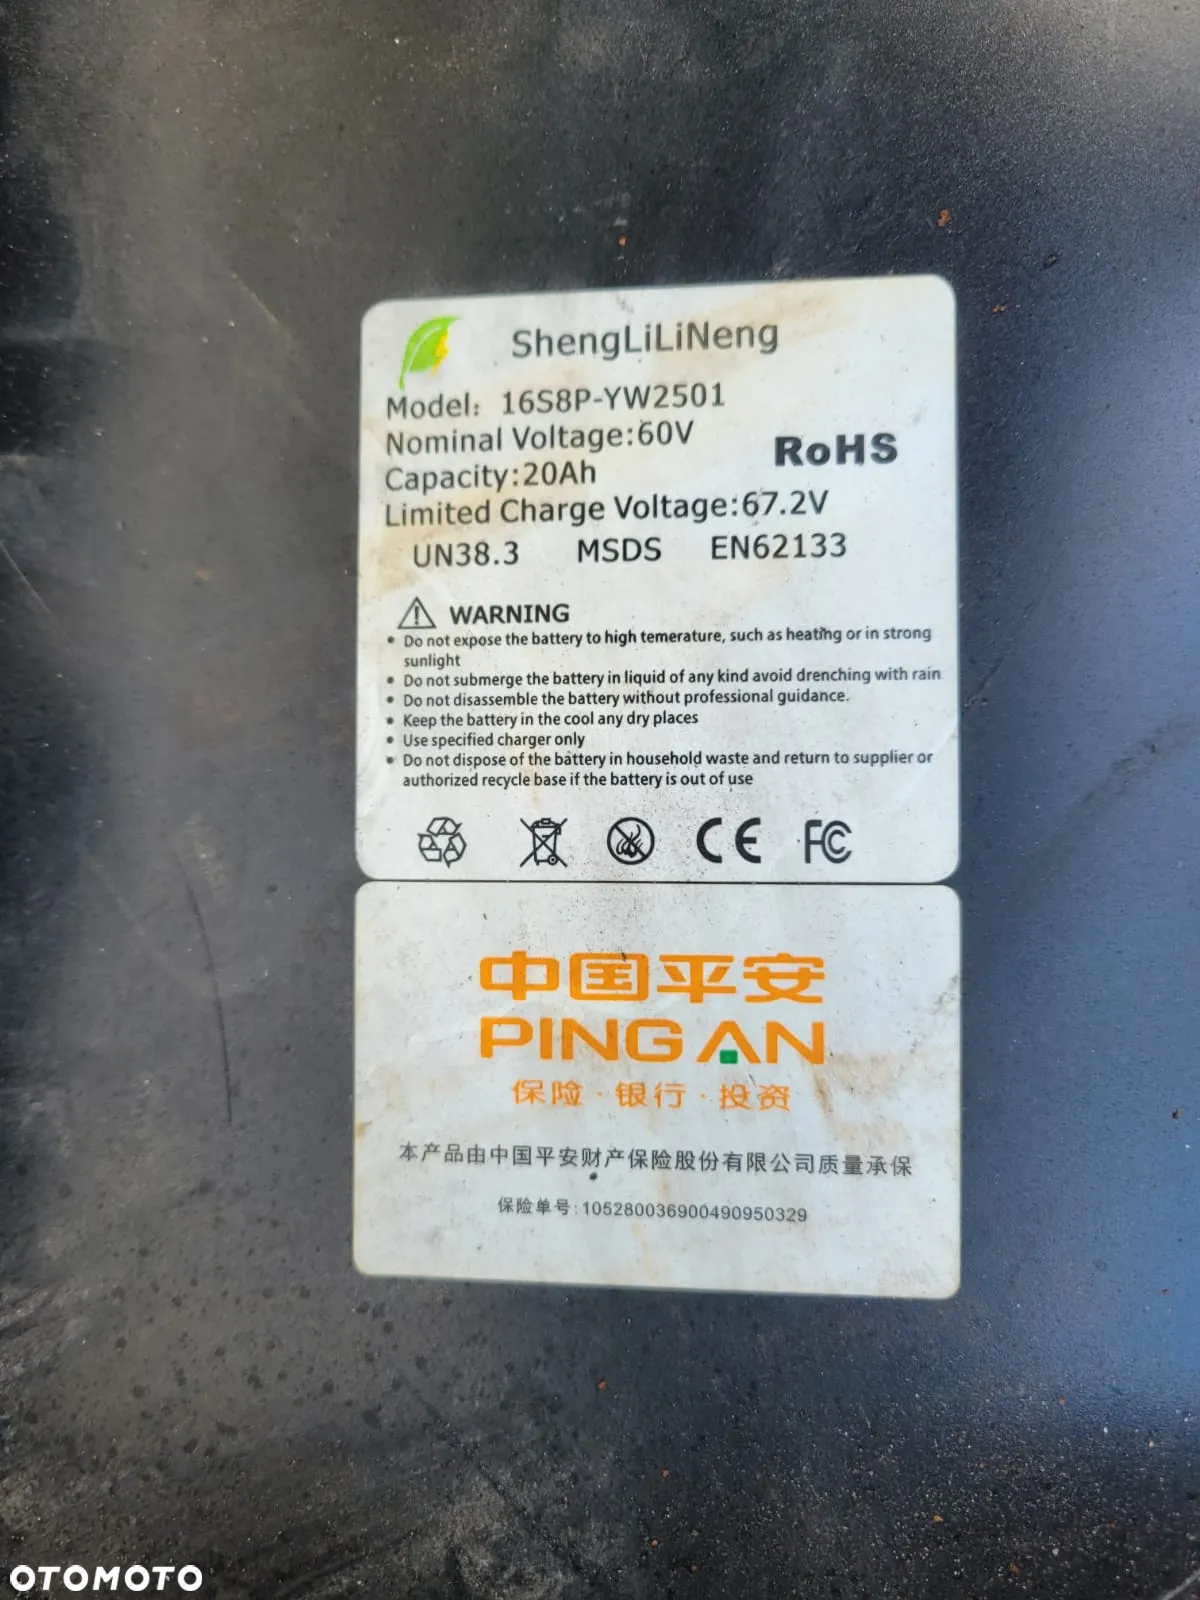 ShengLiLiNeng
Model: 16S8P-YW2501
Nominal Voltage:60V
RoHS
Capacity:20Ah
Limited Charge Voltage:67.2V
UN38.3 MSDS EN62133
WARNING
• Do not expose the battery to high temerature, such as heating or in strong
sunlight
• Do not submerge the battery in liquid of any kind avoid drenching with rain
• Do not disassemble the battery without professional guidance.
• Keep the battery in the cool any dry places
• Use specified charger only
• Do not dispose of the battery in household waste and return to supplier or
authorized recycle base if the battery is out of use
CE FC
中国平安
PINGAN
保险·银行·投资
本产品由中国平安财产保险股份有限公司质量承保
保险单号:105280036900490950329
OTOMOTO